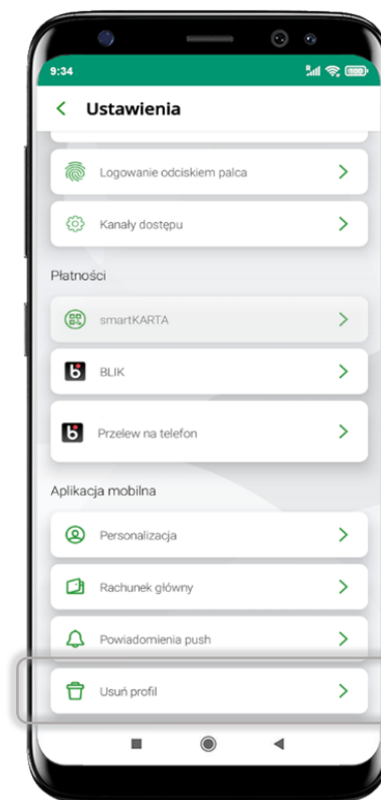 9:34
Ustawienia
Logowanie odciskiem palca
Kanały dostępu
Płatności
smartKARTA
BLIK
Przelew na telefon
Aplikacja mobilna
Personalizacja
Rachunek główny
Powiadomienia push
Usuń profil